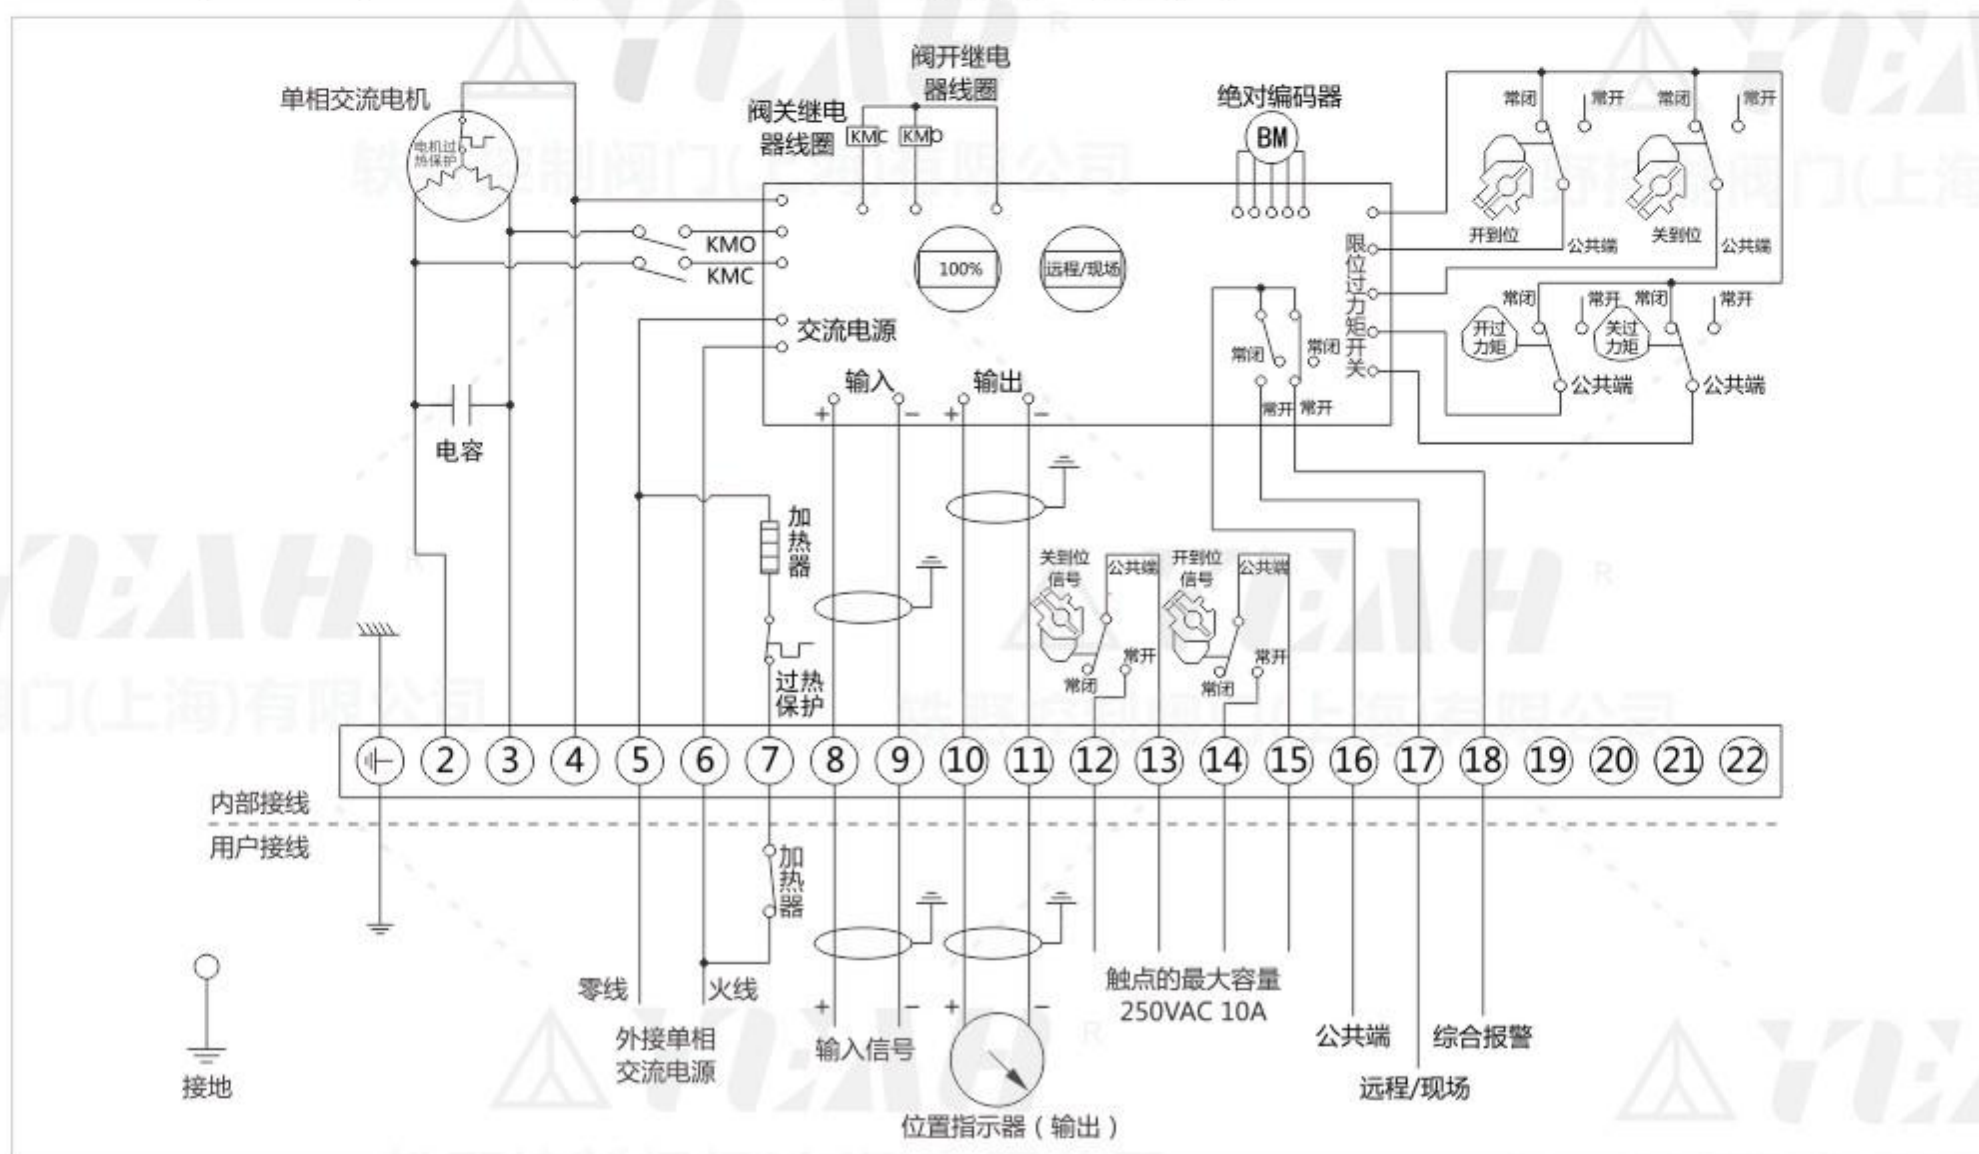 单相交流电机
电机过
热保护
阀关继电
器线圈
阀开继电
器线圈
KMC
KMO
绝对编码器
BM
常闭
常开
常闭
常开
开到位
公共端
关到位
公共端
KMO
KMC
100%
远程/现场
限位过力矩开关
交流电源
常闭
常闭
常开
常开
常闭
常开
常闭
常开
开过
力矩
关过
力矩
公共端
公共端
输入
输出
+
−
+
−
电容
加热器
过热
保护
关到位
信号
公共端
常闭
常开
开到位
信号
公共端
常闭
常开
2 3 4 5 6 7 8 9 10 11 12 13 14 15 16 17 18 19 20 21 22
内部接线
用户接线
加热器
零线
火线
外接单相
交流电源
+
−
输入信号
+
−
位置指示器（输出）
触点的最大容量
250VAC 10A
公共端
综合报警
远程/现场
接地
YEAH
R